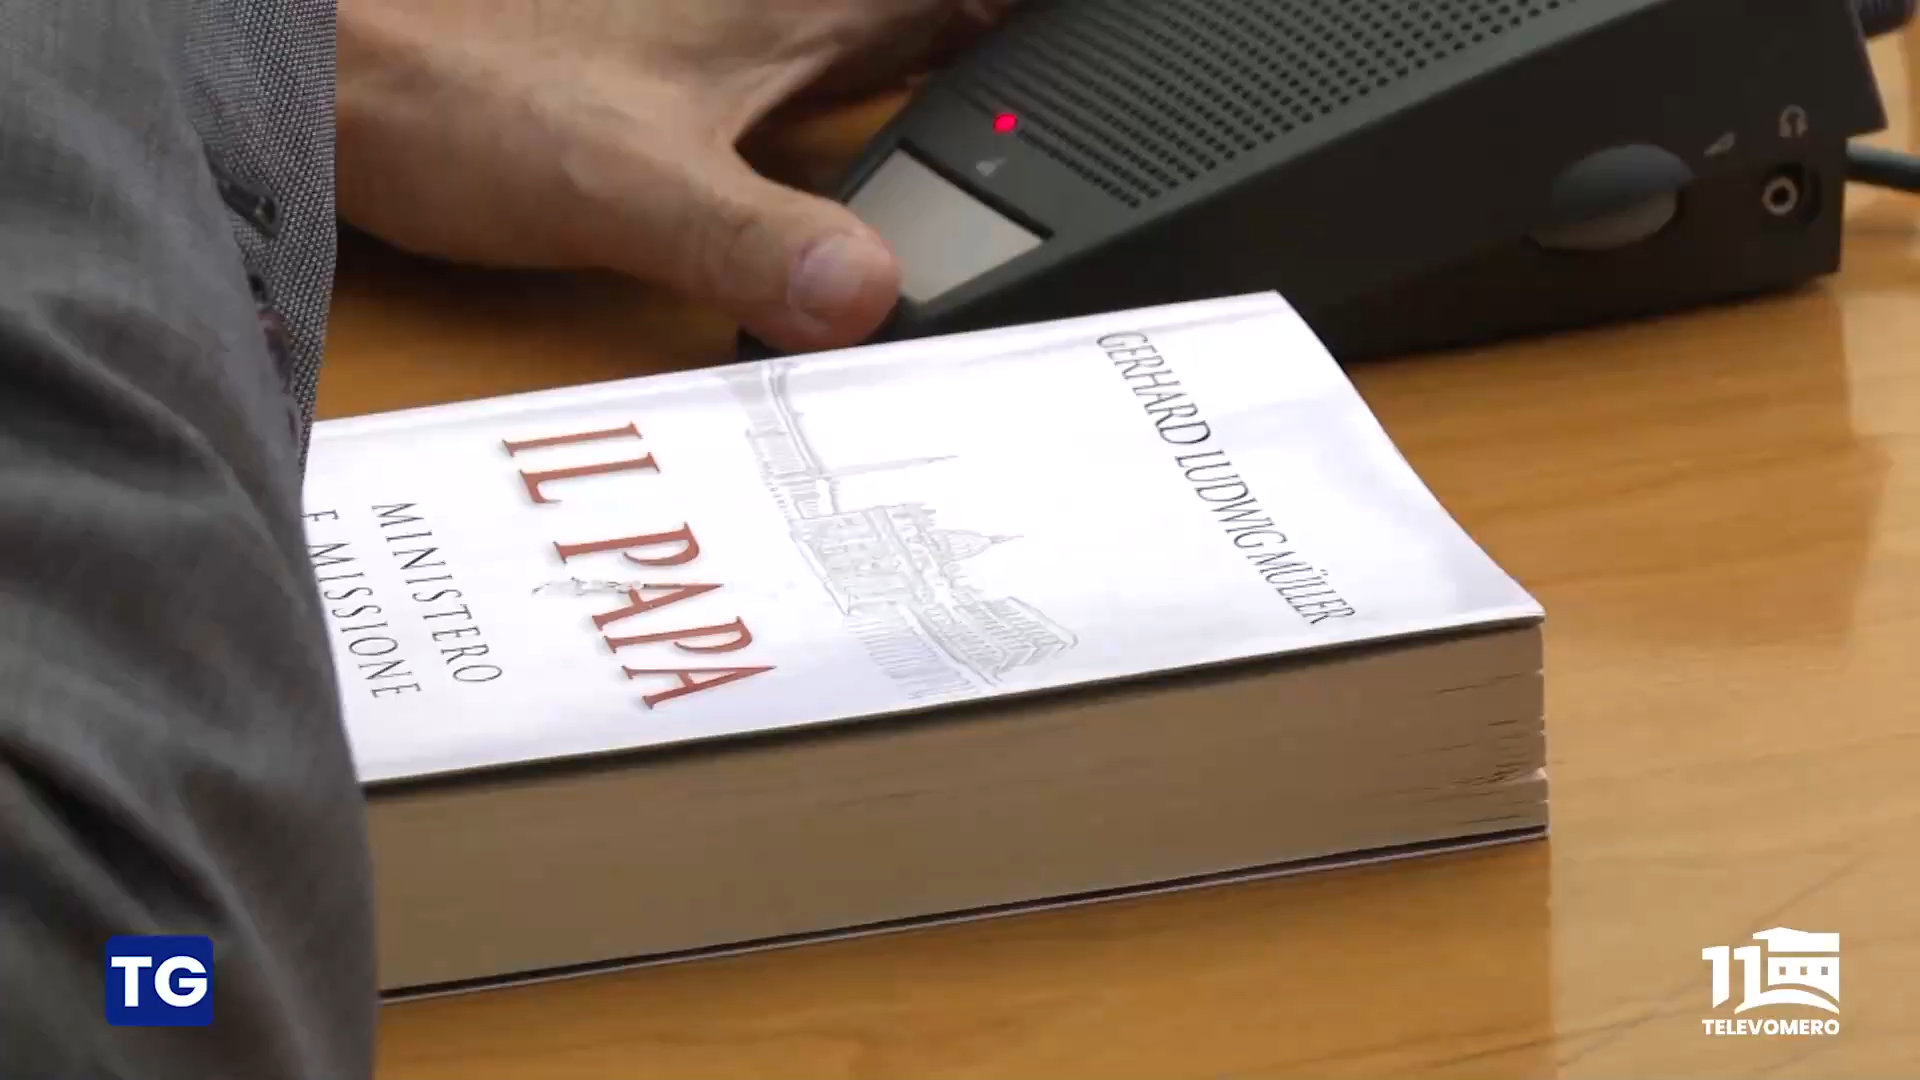 GERHARD LUDWIG MÜLLER
IL PAPA
MINISTERO
E MISSIONE
TG
11
TELEVOMERO